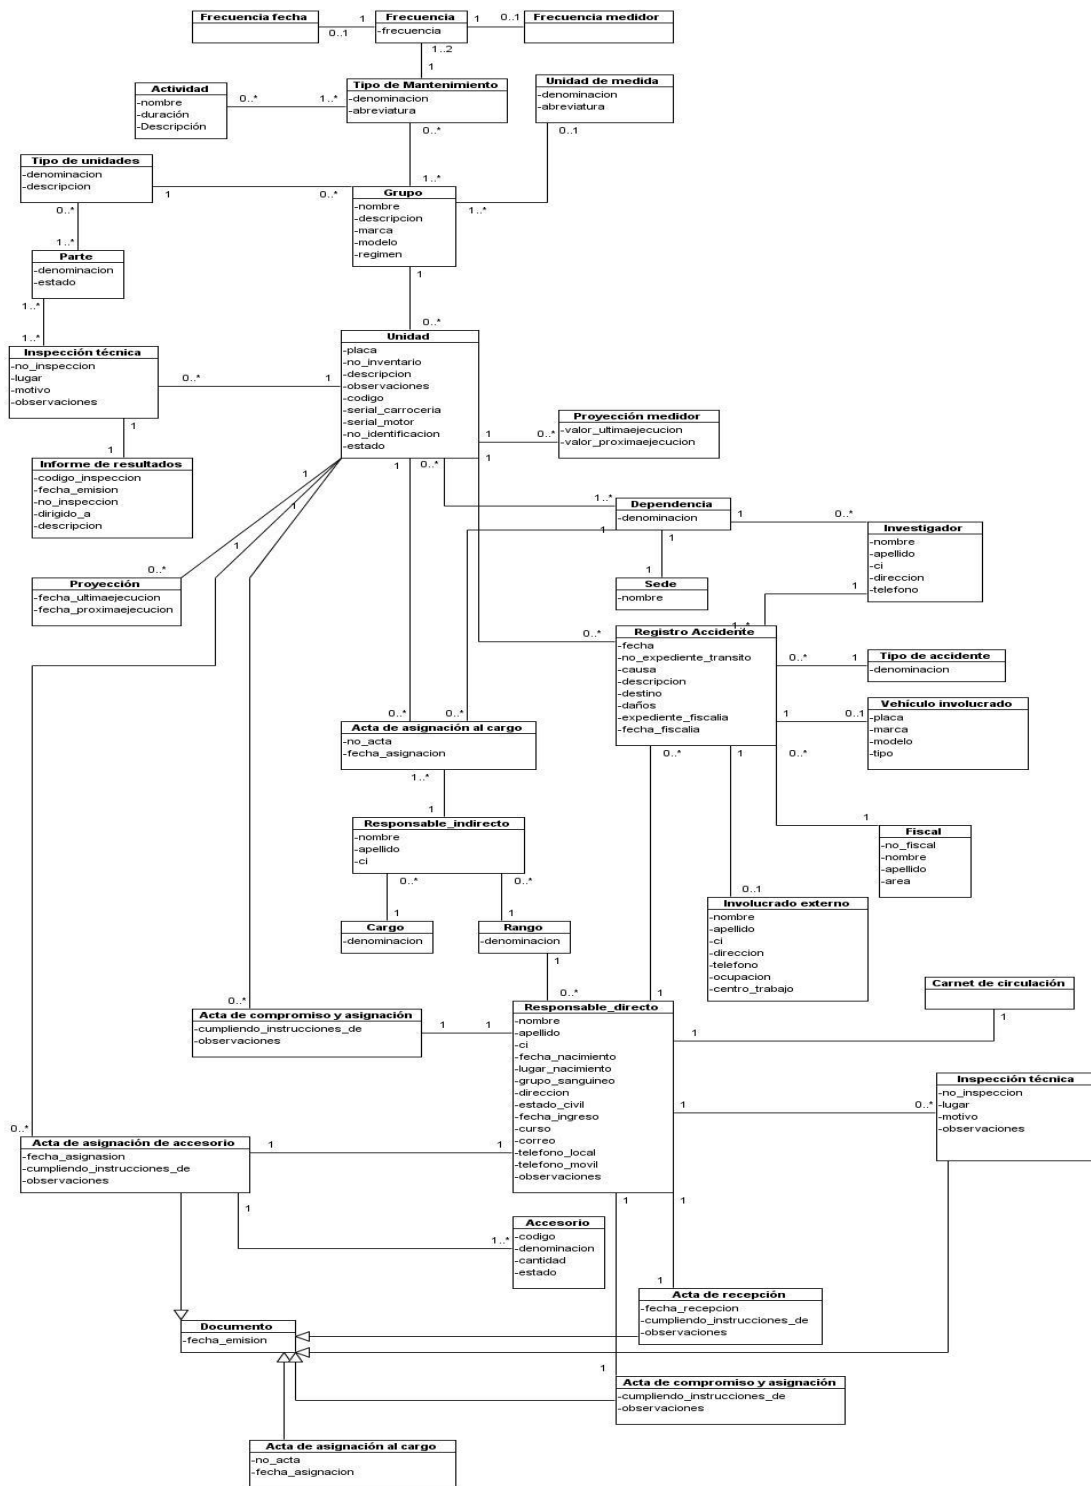 Frecuencia fecha
1
0..1
Frecuencia
-frecuencia
1
0..1
Frecuencia medidor
1..2
1
Actividad
-nombre
-duración
-Descripción
0..*
1..*
Tipo de Mantenimiento
-denominacion
-abreviatura
0..*
Unidad de medida
-denominacion
-abreviatura
0..1
Tipo de unidades
-denominacion
-descripcion
1
0..*
1..*
Grupo
-nombre
-descripcion
-marca
-modelo
-regimen
1..*
0..*
1..*
Parte
-denominacion
-estado
1
0..*
1..*
1..*
Inspección técnica
-no_inspeccion
-lugar
-motivo
-observaciones
0..*
1
Unidad
-placa
-no_inventario
-descripcion
-observaciones
-codigo
-serial_carroceria
-serial_motor
-no_identificacion
-estado
1
0..*
Proyección medidor
-valor_ultimaejecucion
-valor_proximaejecucion
1
1
Informe de resultados
-codigo_inspeccion
-fecha_emision
-no_inspeccion
-dirigido_a
-descripcion
1
1
1
1
0..*
1
1..*
Dependencia
-denominacion
1
0..*
Investigador
-nombre
-apellido
-ci
-direccion
-telefono
1
1
1
1
Sede
-nombre
0..*
Proyección
-fecha_ultimaejecucion
-fecha_proximaejecucion
1..*
0..*
Registro Accidente
-fecha
-no_expediente_transito
-causa
-descripcion
-destino
-daños
-expediente_fiscalia
-fecha_fiscalia
0..*
1
Tipo de accidente
-denominacion
1
0..1
Vehículo involucrado
-placa
-marca
-modelo
-tipo
0..*
0..*
Acta de asignación al cargo
-no_acta
-fecha_asignacion
0..*
1
0..*
1..*
1
Responsable_indirecto
-nombre
-apellido
-ci
1
Fiscal
-no_fiscal
-nombre
-apellido
-area
0..*
0..*
1
1
Cargo
-denominacion
Rango
-denominacion
0..1
Involucrado externo
-nombre
-apellido
-ci
-direccion
-telefono
-ocupacion
-centro_trabajo
1
0..*
1
0..*
Acta de compromiso y asignación
-cumpliendo_instrucciones_de
-observaciones
1
1
Responsable_directo
-nombre
-apellido
-ci
-fecha_nacimiento
-lugar_nacimiento
-grupo_sanguineo
-direccion
-estado_civil
-fecha_ingreso
-curso
-correo
-telefono_local
-telefono_movil
-observaciones
Carnet de circulación
1
1
1
0..*
Inspección técnica
-no_inspeccion
-lugar
-motivo
-observaciones
0..*
Acta de asignación de accesorio
-fecha_asignasion
-cumpliendo_instrucciones_de
-observaciones
1
1
1
1..*
Accesorio
-codigo
-denominacion
-cantidad
-estado
1
1
1
Acta de recepción
-fecha_recepcion
-cumpliendo_instrucciones_de
-observaciones
Documento
-fecha_emision
1
Acta de compromiso y asignación
-cumpliendo_instrucciones_de
-observaciones
Acta de asignación al cargo
-no_acta
-fecha_asignacion